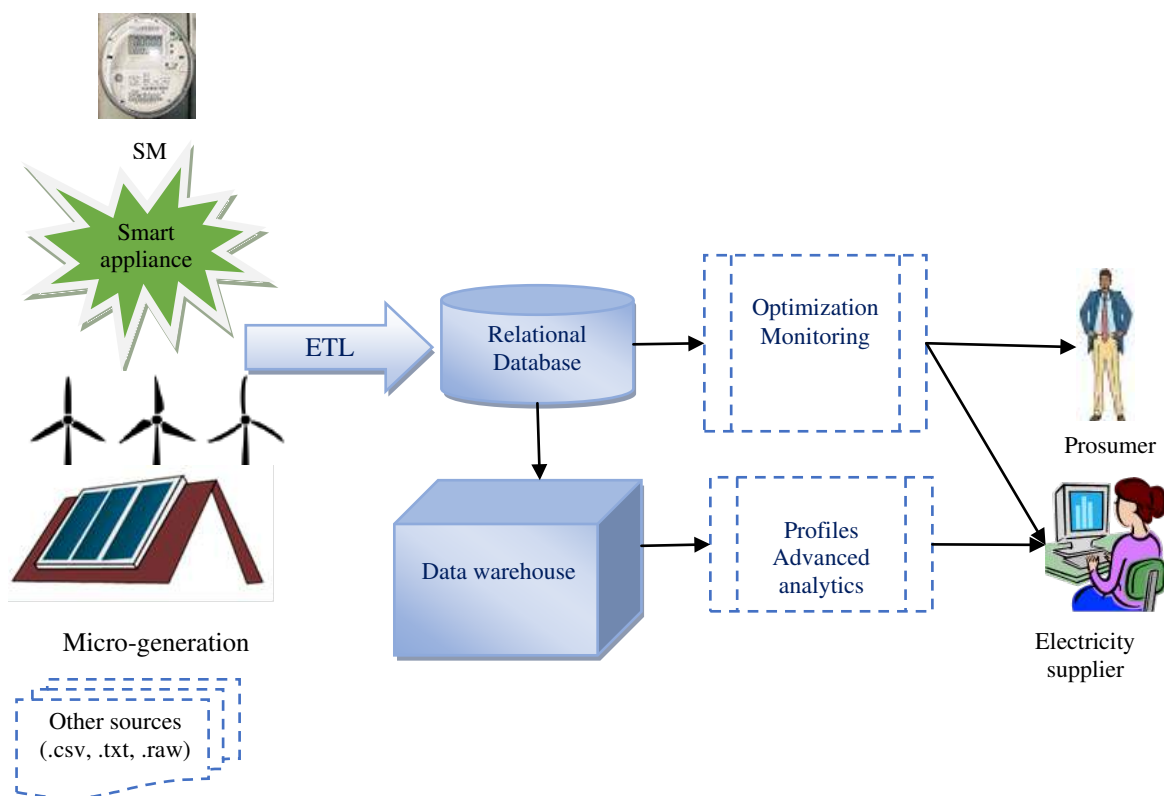 SM
Smart
appliance
ETL
Relational
Database
Optimization
Monitoring
Prosumer
Data warehouse
Profiles
Advanced
analytics
Electricity
supplier
Micro-generation
Other sources
(.csv, .txt, .raw)